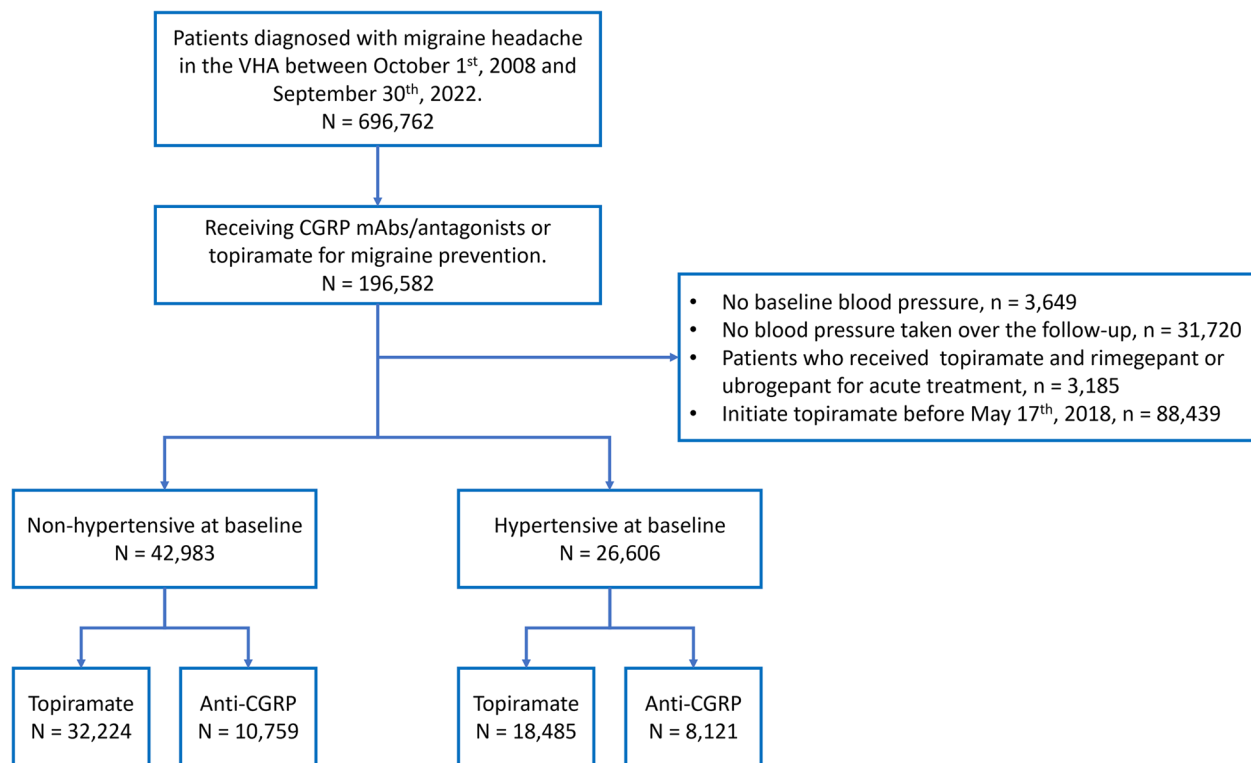 Patients diagnosed with migraine headache
in the VHA between October 1st, 2008 and
September 30th, 2022.
N = 696,762
Receiving CGRP mAbs/antagonists or
topiramate for migraine prevention.
N = 196,582
• No baseline blood pressure, n = 3,649
• No blood pressure taken over the follow-up, n = 31,720
• Patients who received topiramate and rimegepant or
ubrogepant for acute treatment, n = 3,185
• Initiate topiramate before May 17th, 2018, n = 88,439
Non-hypertensive at baseline
N = 42,983
Hypertensive at baseline
N = 26,606
Topiramate
N = 32,224
Anti-CGRP
N = 10,759
Topiramate
N = 18,485
Anti-CGRP
N = 8,121